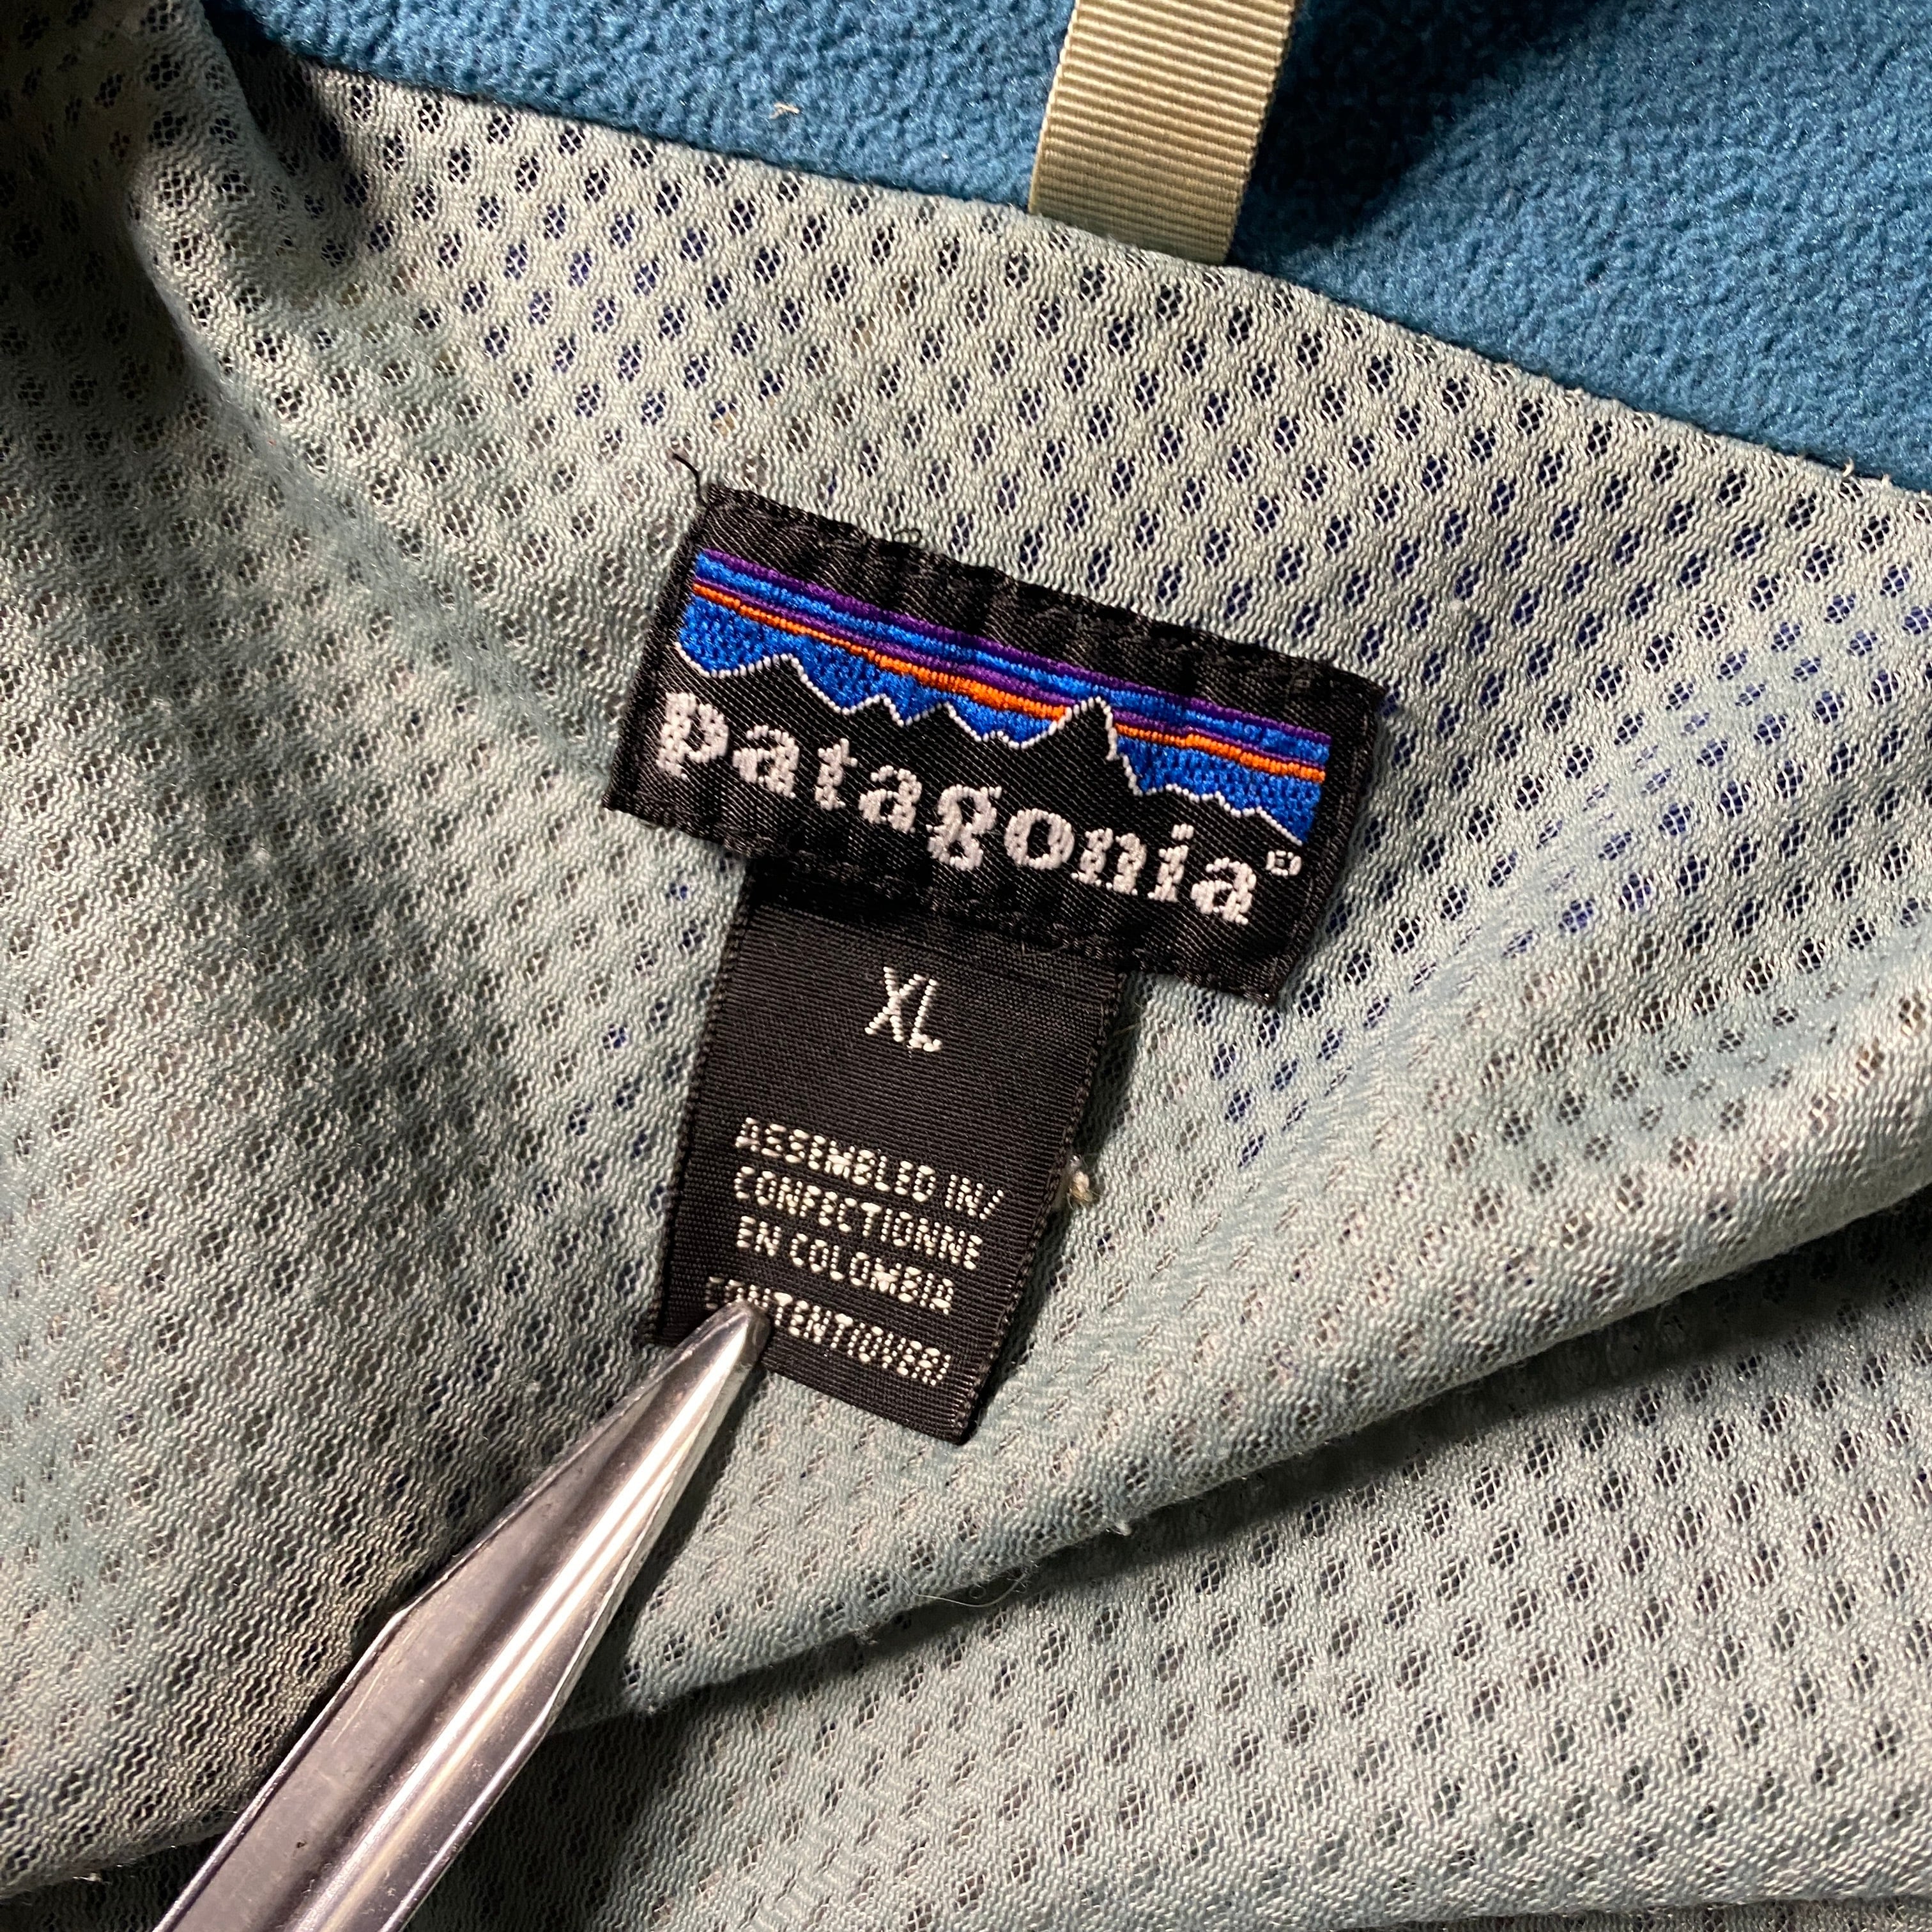 patagonia®
XL
ASSEMBLED IN/
CONFECTIONNE
EN COLOMBIA